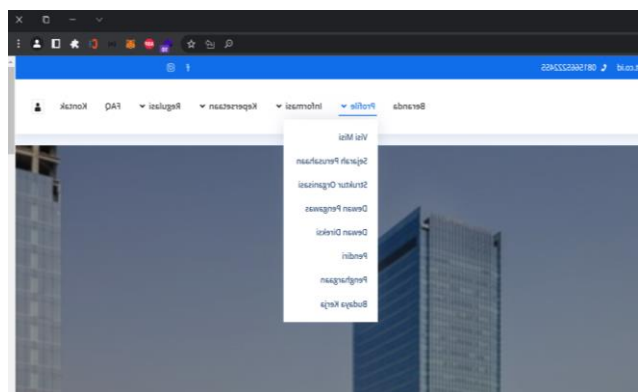 Beranda Profile Informasi Kepersetaan Regulasi FAQ Kontak
Visi Misi
Sejarah Perusahaan
Struktur Organisasi
Dewan Pengawas
Dewan Direksi
Pendiri
Penghargaan
Budaya Kerja